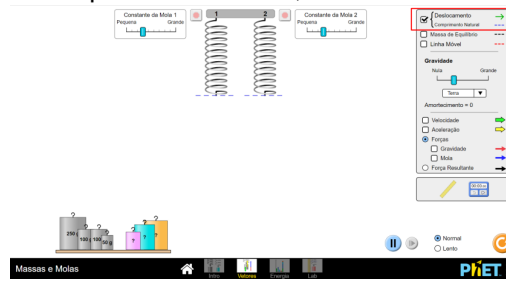 Constante da Mola 1
Pequena Grande
1 2
Constante da Mola 2
Pequena Grande
Deslocamento
Comprimento Natural
Massa de Equilíbrio
Linha Móvel
Gravidade
Nula Grande
Terra
Amortecimento = 0
Velocidade
Aceleração
Forças
Gravidade
Mola
Força Resultante
? ? ? ? ? ? ?
250 g 150 g 100 g 50 g ? ? ?
Normal
Lento
Massas e Molas
Intro Vetores Energia Lab
PhET